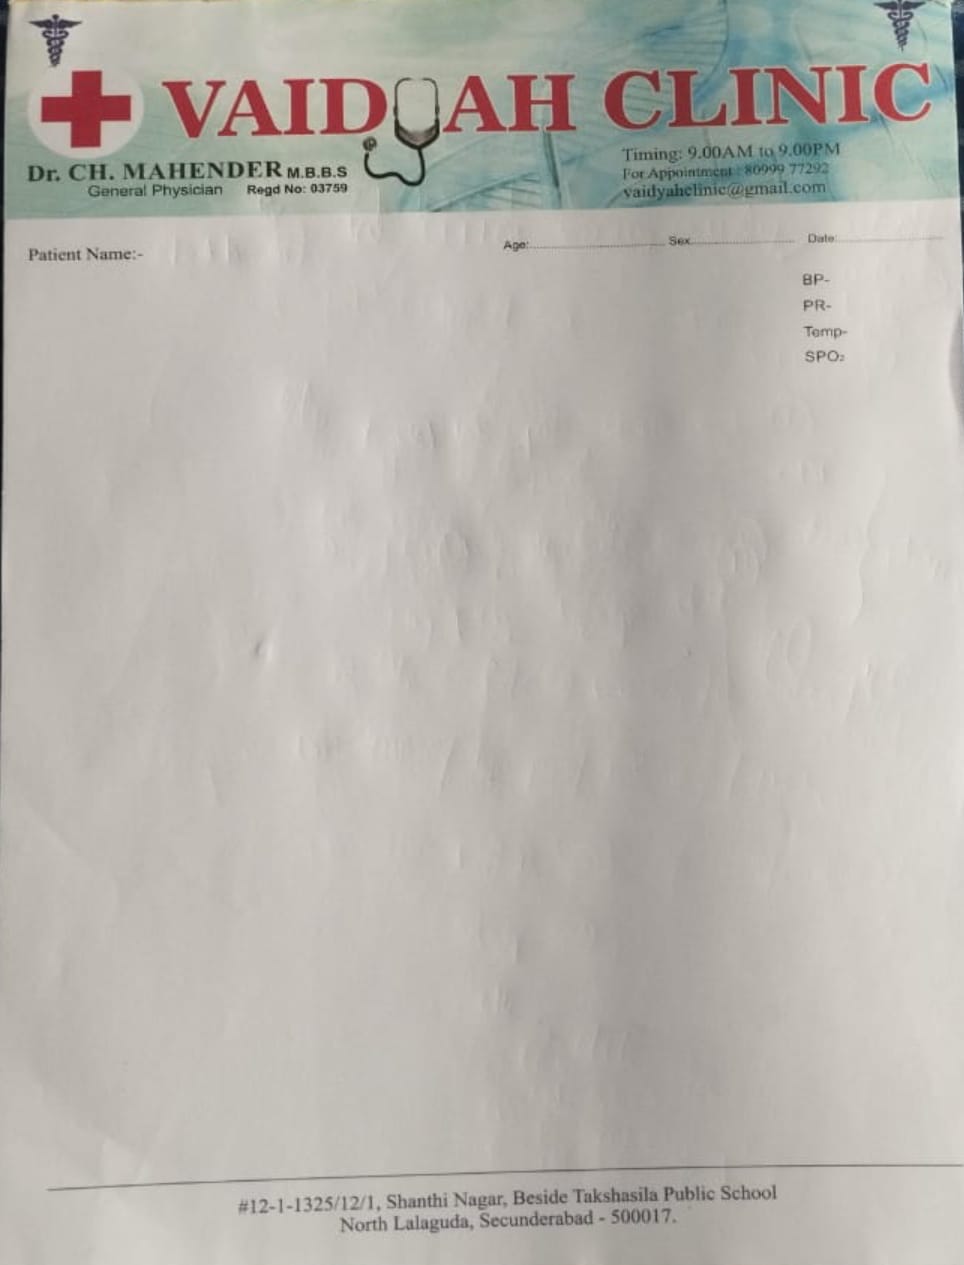 VAIDYAH CLINIC
Dr. CH. MAHENDER M.B.B.S
General Physician Regd No: 03759
Timing: 9.00AM to 9.00PM
For Appointment : 80999 77292
vaidyahclinic@gmail.com
Patient Name:- Age: Sex Date:
BP-
PR-
Temp-
SPO₂
#12-1-1325/12/1, Shanthi Nagar, Beside Takshasila Public School
North Lalaguda, Secunderabad - 500017.